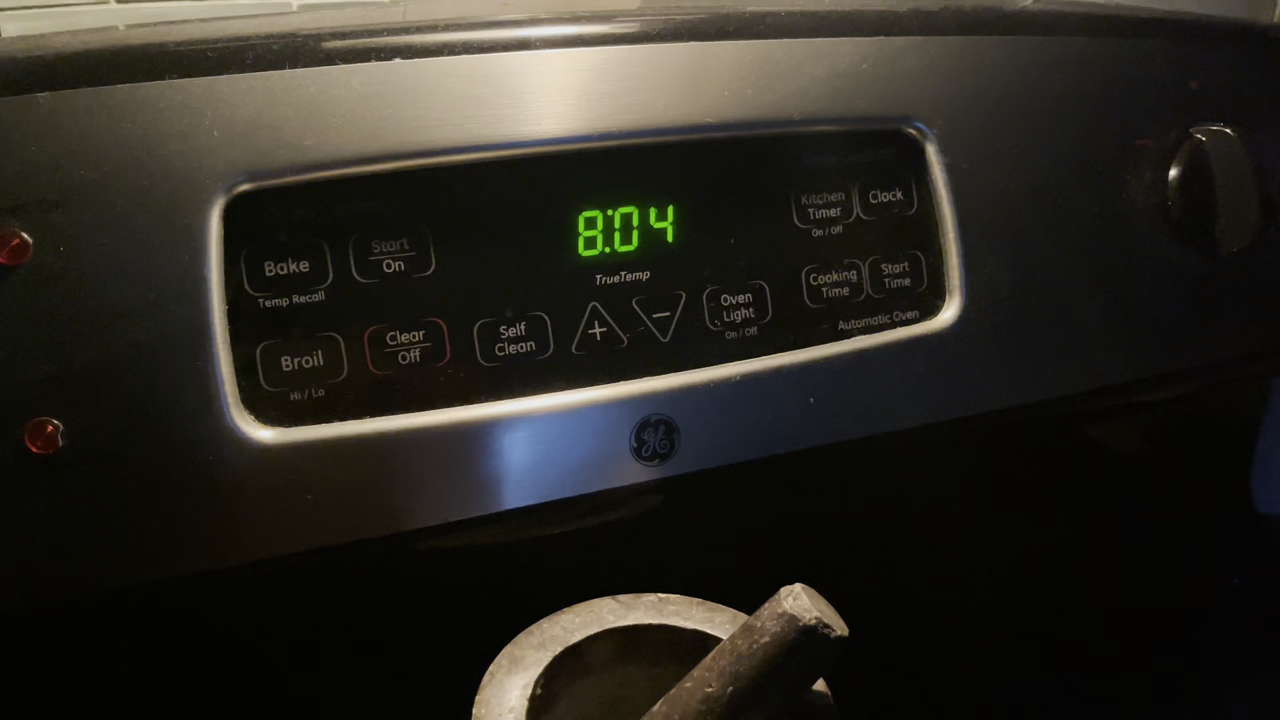 8:04
TrueTemp
Bake
Temp Recall
Start
On
Broil
Hi / Lo
Clear
Off
Self
Clean
+
−
Oven
Light
On / Off
Kitchen
Timer
On / Off
Clock
Cooking
Time
Start
Time
Automatic Oven
GE